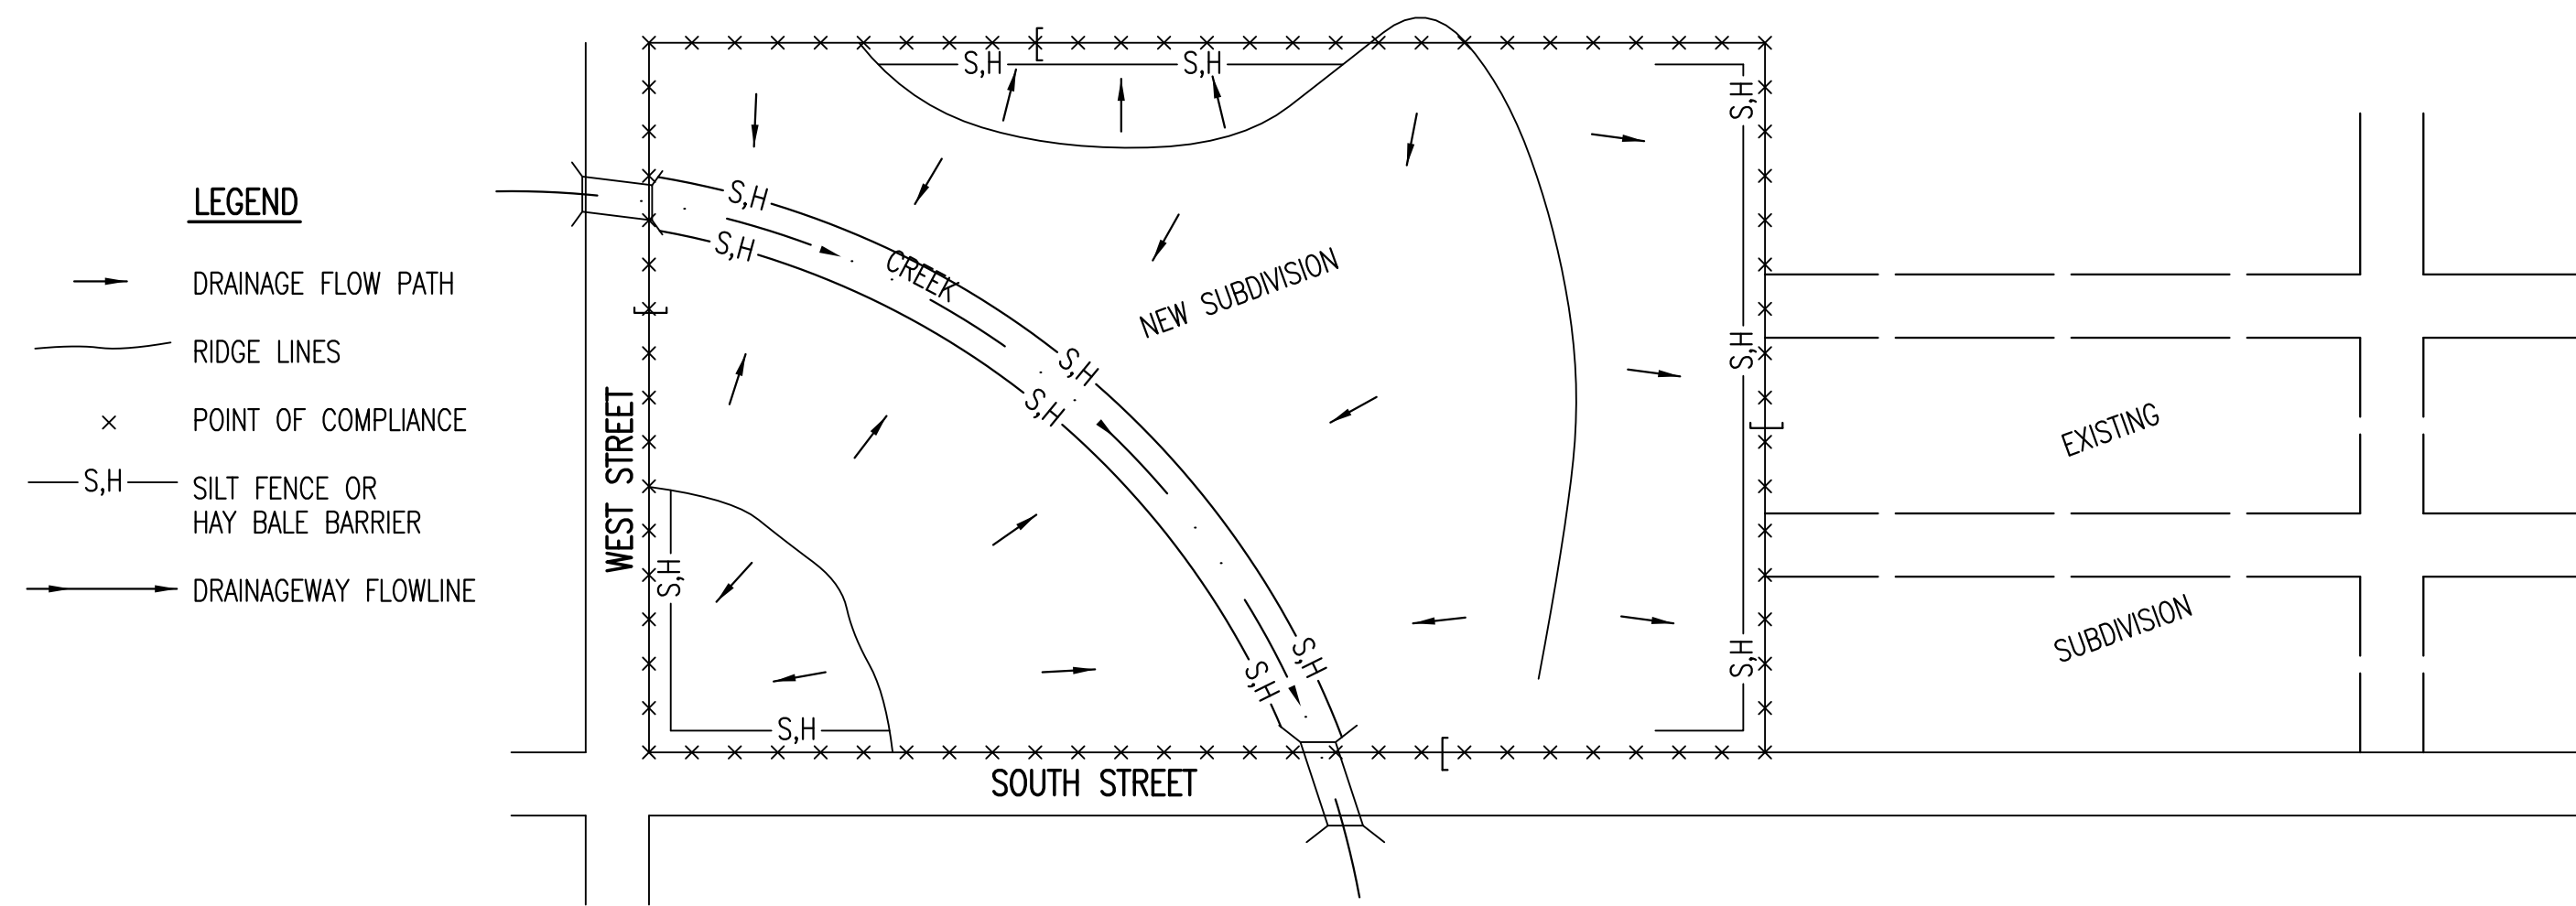 LEGEND
DRAINAGE FLOW PATH
RIDGE LINES
POINT OF COMPLIANCE
S,H
SILT FENCE OR
HAY BALE BARRIER
DRAINAGEWAY FLOWLINE
WEST STREET
S,H
S,H
S,H
S,H
S,H
CREEK
NEW SUBDIVISION
S,H
S,H
S,H
S,H
S,H
S,H
S,H
S,H
SOUTH STREET
EXISTING
SUBDIVISION